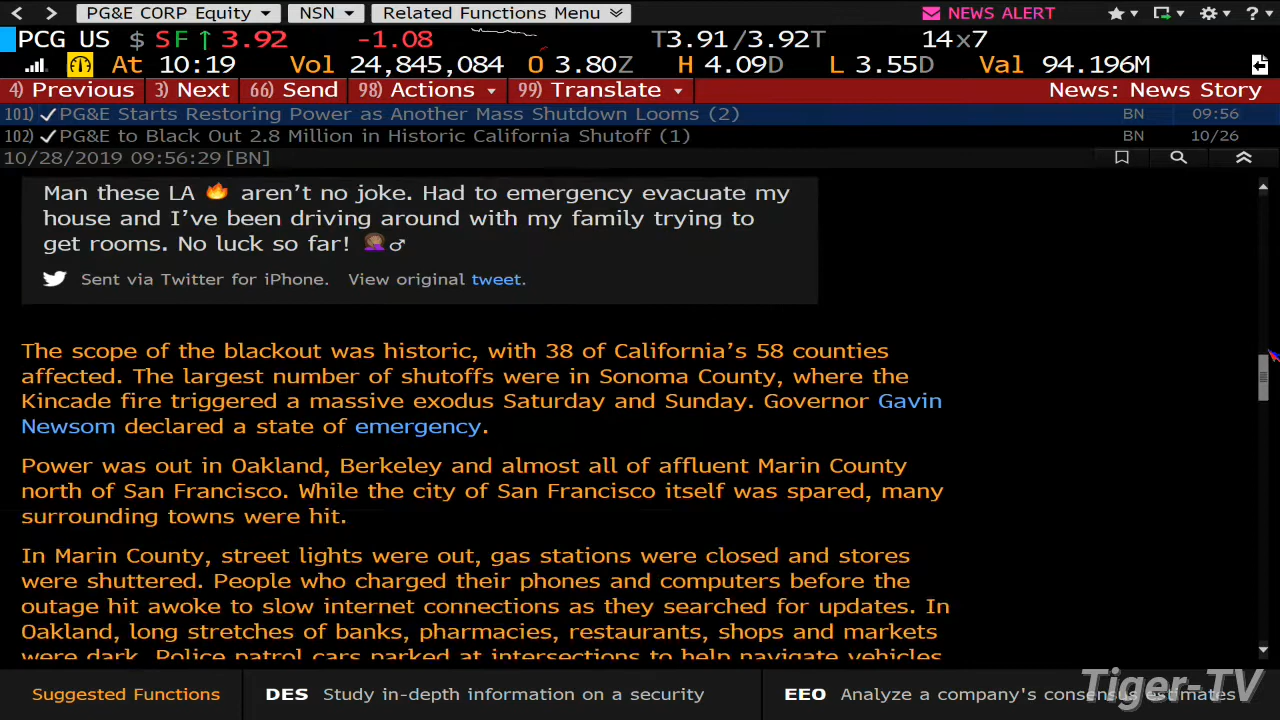 PG&E CORP Equity NSN Related Functions Menu NEWS ALERT ?
PCG US $ S F ↑ 3.92 -1.08 T3.91/3.92T 14x7
At 10:19 Vol 24,845,084 O 3.80Z H 4.09D L 3.55D Val 94.196M
4) Previous 3) Next 66) Send 98) Actions 99) Translate News: News Story
101) ✓PG&E Starts Restoring Power as Another Mass Shutdown Looms (2) BN 09:56
102) ✓PG&E to Black Out 2.8 Million in Historic California Shutoff (1) BN 10/26
10/28/2019 09:56:29 [BN]
Man these LA 🔥 aren't no joke. Had to emergency evacuate my
house and I've been driving around with my family trying to
get rooms. No luck so far! 🤦🏾♂
Sent via Twitter for iPhone. View original tweet.
The scope of the blackout was historic, with 38 of California's 58 counties
affected. The largest number of shutoffs were in Sonoma County, where the
Kincade fire triggered a massive exodus Saturday and Sunday. Governor Gavin
Newsom declared a state of emergency.
Power was out in Oakland, Berkeley and almost all of affluent Marin County
north of San Francisco. While the city of San Francisco itself was spared, many
surrounding towns were hit.
In Marin County, street lights were out, gas stations were closed and stores
were shuttered. People who charged their phones and computers before the
outage hit awoke to slow internet connections as they searched for updates. In
Oakland, long stretches of banks, pharmacies, restaurants, shops and markets
were dark. Police patrol cars parked at intersections to help navigate vehicles
Suggested Functions DES Study in-depth information on a security EEO Analyze a company's consensus estimates
Tiger-TV